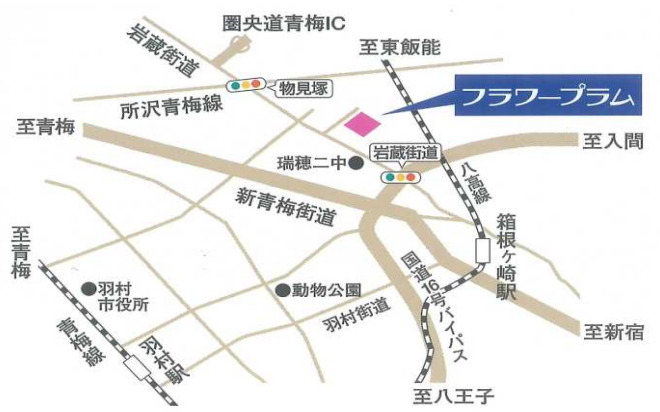 圏央道青梅IC
岩蔵街道
至東飯能
物見塚
フラワープラム
所沢青梅線
至青梅
至入間
岩蔵街道
瑞穂二中
八高線
新青梅街道
箱根ヶ崎駅
至青梅
国道16号バイパス
羽村
市役所
動物公園
羽村街道
青梅線
羽村駅
至新宿
至八王子